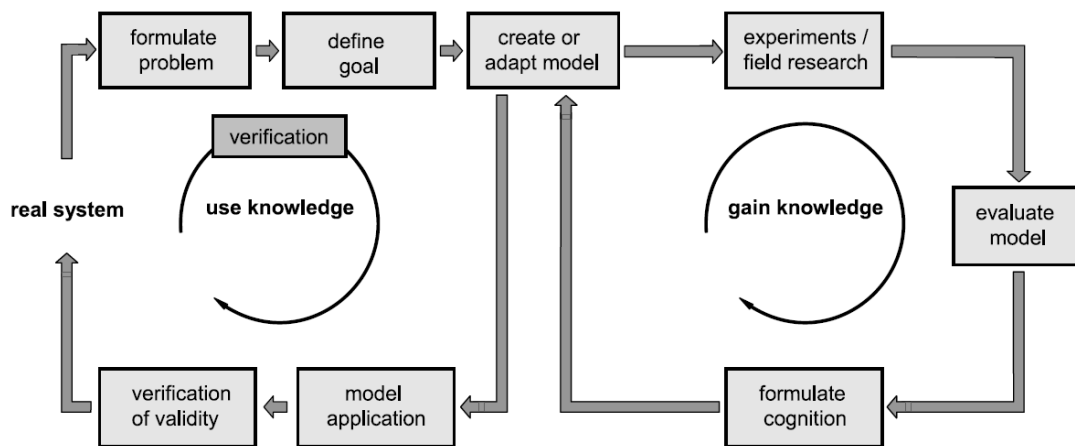 formulate
problem
define
goal
create or
adapt model
experiments /
field research
verification
real system
use knowledge
gain knowledge
evaluate
model
verification
of validity
model
application
formulate
cognition